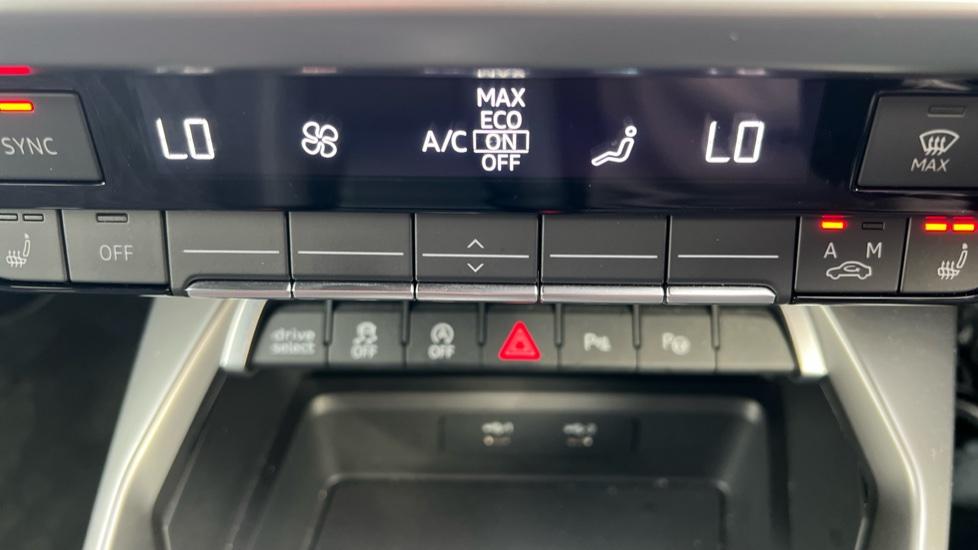 MAX
ECO
LO A/C ON LO
OFF
SYNC
MAX
OFF
A M
drive select
OFF
OFF
P
P